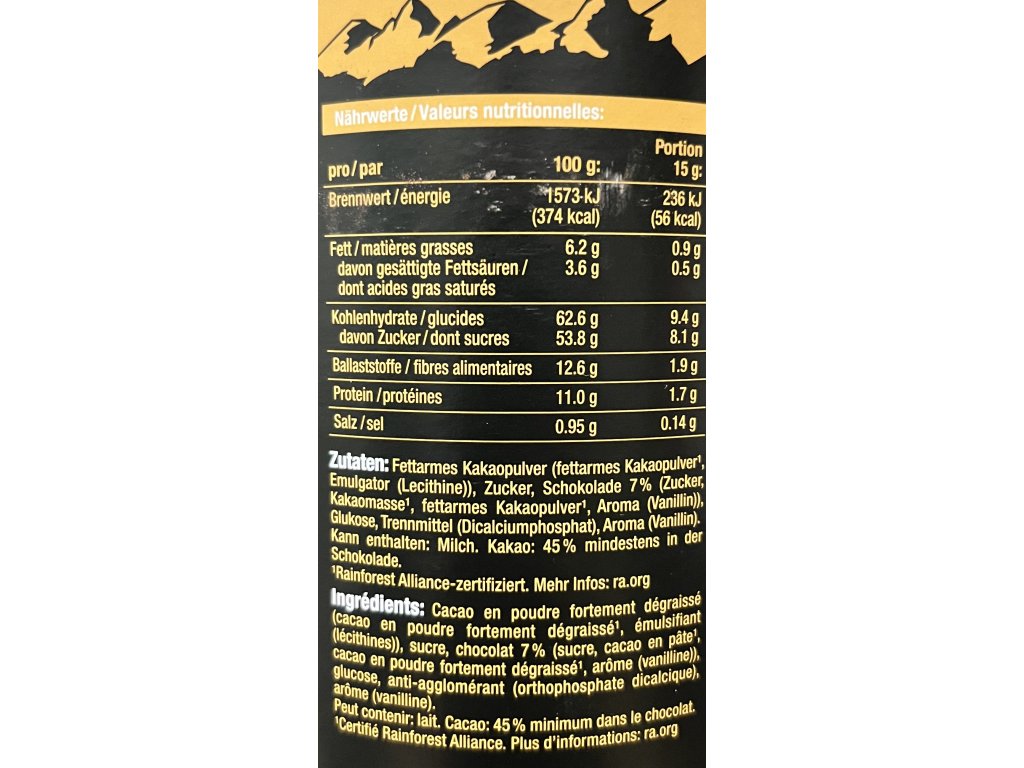 Nährwerte / Valeurs nutritionnelles:
pro/par 100 g: Portion 15 g:
Brennwert / énergie 1573 kJ 236 kJ
(374 kcal) (56 kcal)
Fett / matières grasses 6.2 g 0.9 g
davon gesättigte Fettsäuren / 3.6 g 0.5 g
dont acides gras saturés
Kohlenhydrate / glucides 62.6 g 9.4 g
davon Zucker / dont sucres 53.8 g 8.1 g
Ballaststoffe / fibres alimentaires 12.6 g 1.9 g
Protein / protéines 11.0 g 1.7 g
Salz / sel 0.95 g 0.14 g
Zutaten: Fettarmes Kakaopulver (fettarmes Kakaopulver¹,
Emulgator (Lecithine)), Zucker, Schokolade 7% (Zucker,
Kakaomasse¹, fettarmes Kakaopulver¹, Aroma (Vanillin)),
Glukose, Trennmittel (Dicalciumphosphat), Aroma (Vanillin).
Kann enthalten: Milch. Kakao: 45% mindestens in der
Schokolade.
¹Rainforest Alliance-zertifiziert. Mehr Infos: ra.org
Ingrédients: Cacao en poudre fortement dégraissé
(cacao en poudre fortement dégraissé¹, émulsifiant
(lécithines)), sucre, chocolat 7% (sucre, cacao en pâte¹,
cacao en poudre fortement dégraissé¹, arôme (vanilline)),
glucose, anti-agglomérant (orthophosphate dicalcique),
arôme (vanilline).
Peut contenir: lait. Cacao: 45% minimum dans le chocolat.
¹Certifié Rainforest Alliance. Plus d'informations: ra.org